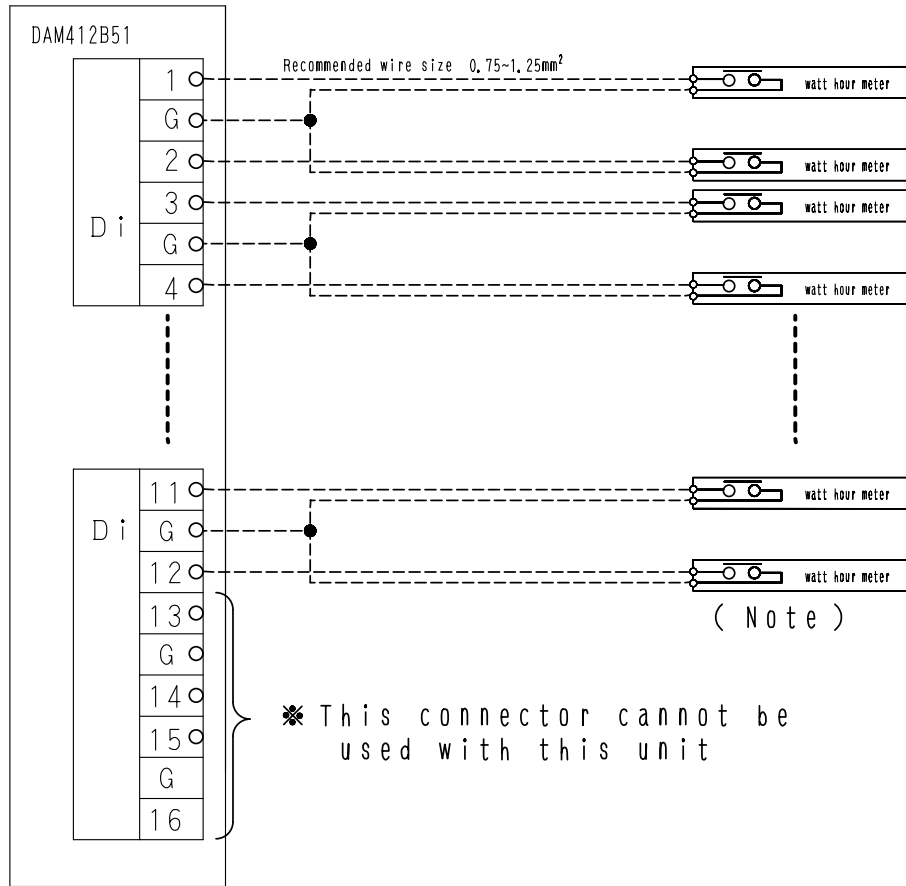 DAM412B51
Recommended wire size 0.75~1.25mm²
Di
1
G
2
3
G
4
watt hour meter
watt hour meter
watt hour meter
watt hour meter
Di
11
G
12
13
G
14
15
G
16
watt hour meter
watt hour meter
( Note )
※ This connector cannot be
used with this unit